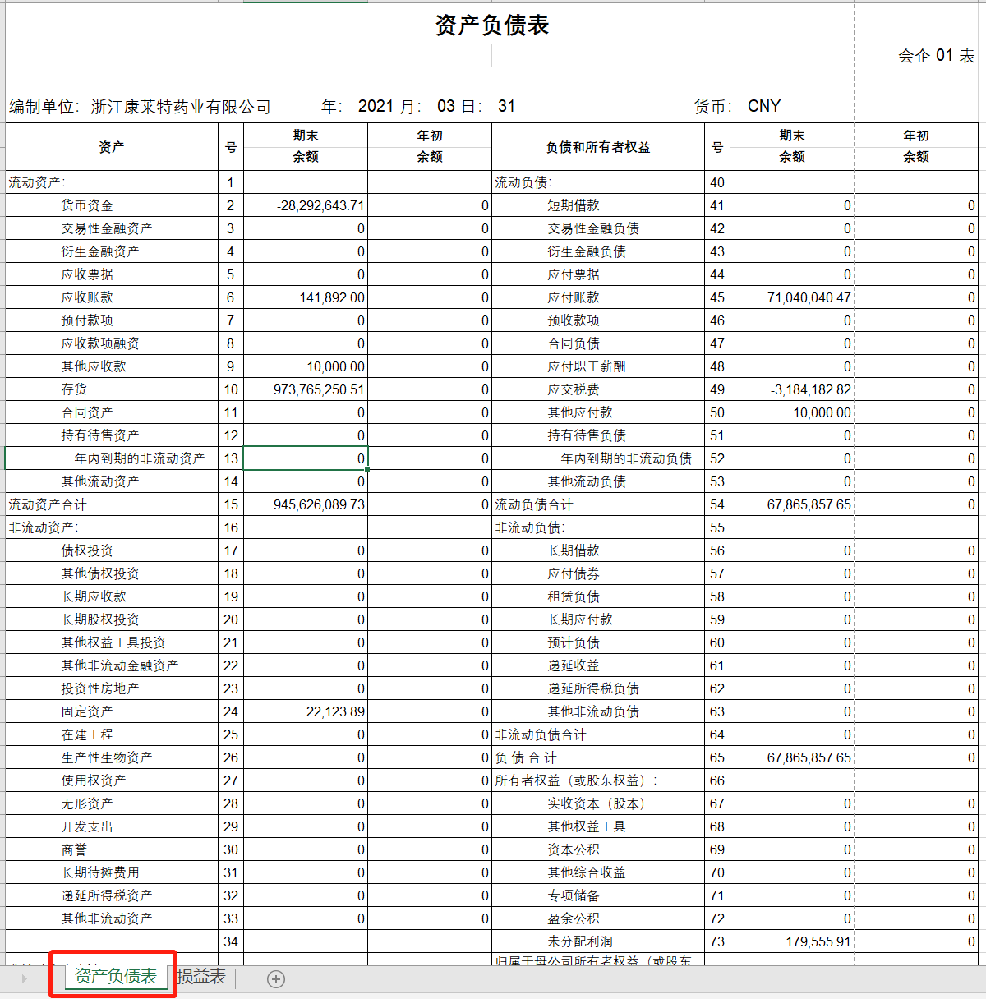 资产负债表
会企 01 表
编制单位： 浙江康莱特药业有限公司 年： 2021 月： 03 日： 31 货币： CNY
资产 号 期末余额 年初余额 负债和所有者权益 号 期末余额 年初余额
流动资产： 1 流动负债： 40
货币资金 2 -28,292,643.71 0 短期借款 41 0 0
交易性金融资产 3 0 0 交易性金融负债 42 0 0
衍生金融资产 4 0 0 衍生金融负债 43 0 0
应收票据 5 0 0 应付票据 44 0 0
应收账款 6 141,892.00 0 应付账款 45 71,040,040.47 0
预付款项 7 0 0 预收款项 46 0 0
应收款项融资 8 0 0 合同负债 47 0 0
其他应收款 9 10,000.00 0 应付职工薪酬 48 0 0
存货 10 973,765,250.51 0 应交税费 49 -3,184,182.82 0
合同资产 11 0 0 其他应付款 50 10,000.00 0
持有待售资产 12 0 0 持有待售负债 51 0 0
一年内到期的非流动资产 13 0 0 一年内到期的非流动负债 52 0 0
其他流动资产 14 0 0 其他流动负债 53 0 0
流动资产合计 15 945,626,089.73 0 流动负债合计 54 67,865,857.65 0
非流动资产： 16 非流动负债： 55
债权投资 17 0 0 长期借款 56 0 0
其他债权投资 18 0 0 应付债券 57 0 0
长期应收款 19 0 0 租赁负债 58 0 0
长期股权投资 20 0 0 长期应付款 59 0 0
其他权益工具投资 21 0 0 预计负债 60 0 0
其他非流动金融资产 22 0 0 递延收益 61 0 0
投资性房地产 23 0 0 递延所得税负债 62 0 0
固定资产 24 22,123.89 0 其他非流动负债 63 0 0
在建工程 25 0 0 非流动负债合计 64 0 0
生产性生物资产 26 0 0 负 债 合 计 65 67,865,857.65 0
使用权资产 27 0 0 所有者权益（或股东权益）： 66
无形资产 28 0 0 实收资本（股本） 67 0 0
开发支出 29 0 0 其他权益工具 68 0 0
商誉 30 0 0 资本公积 69 0 0
长期待摊费用 31 0 0 其他综合收益 70 0 0
递延所得税资产 32 0 0 专项储备 71 0 0
其他非流动资产 33 0 0 盈余公积 72 0 0
34 未分配利润 73 179,555.91 0
归属于母公司所有者权益（或股东
资产负债表 损益表